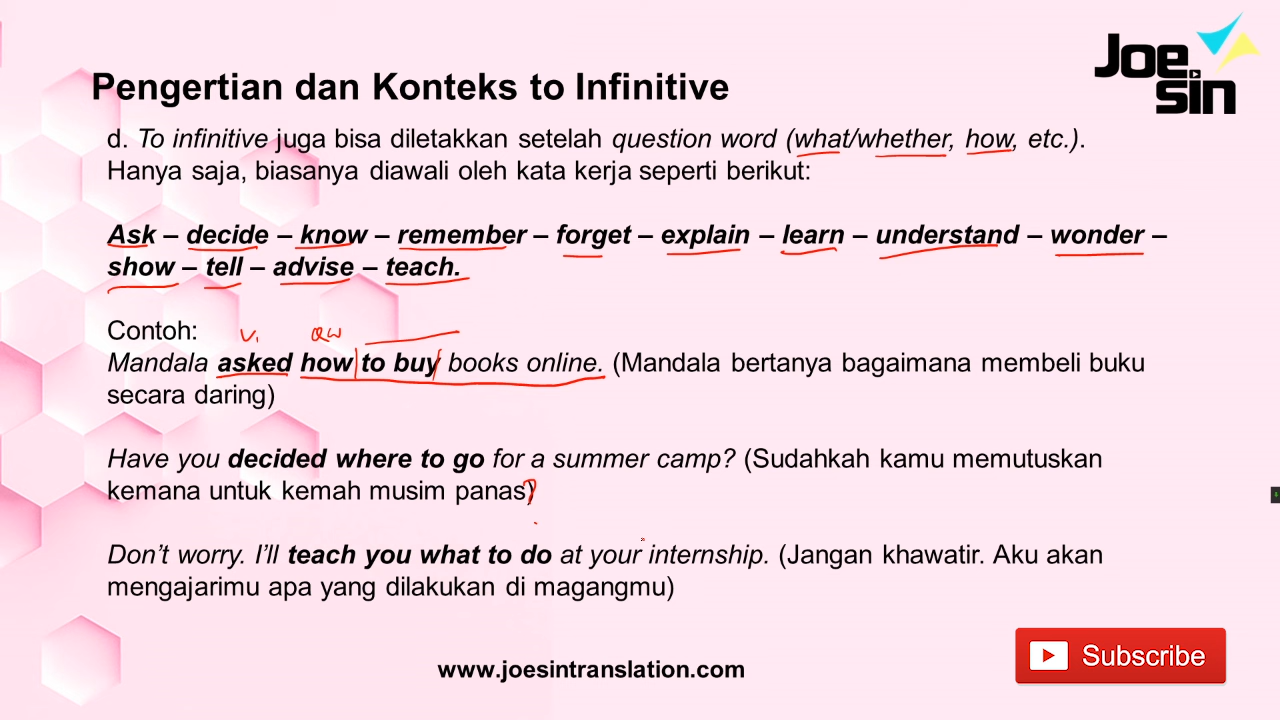 Joe
sin
Pengertian dan Konteks to Infinitive
d. To infinitive juga bisa diletakkan setelah question word (what/whether, how, etc.).
Hanya saja, biasanya diawali oleh kata kerja seperti berikut:
Ask – decide – know – remember – forget – explain – learn – understand – wonder –
show – tell – advise – teach.
Contoh:
V. QW
Mandala asked how to buy books online. (Mandala bertanya bagaimana membeli buku
secara daring)
Have you decided where to go for a summer camp? (Sudahkah kamu memutuskan
kemana untuk kemah musim panas)?
Don’t worry. I’ll teach you what to do at your internship. (Jangan khawatir. Aku akan
mengajarimu apa yang dilakukan di magangmu)
www.joesintranslation.com
Subscribe